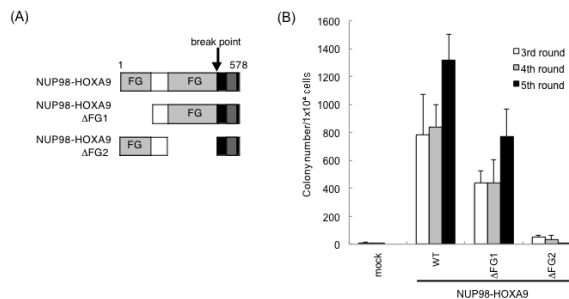 (A)
break point
1
578
NUP98-HOXA9
FG
FG
NUP98-HOXA9
ΔFG1
FG
NUP98-HOXA9
ΔFG2
FG
(B)
Colony number/1x10⁴ cells
1600
1400
1200
1000
800
600
400
200
0
3rd round
4th round
5th round
mock
WT
ΔFG1
ΔFG2
NUP98-HOXA9